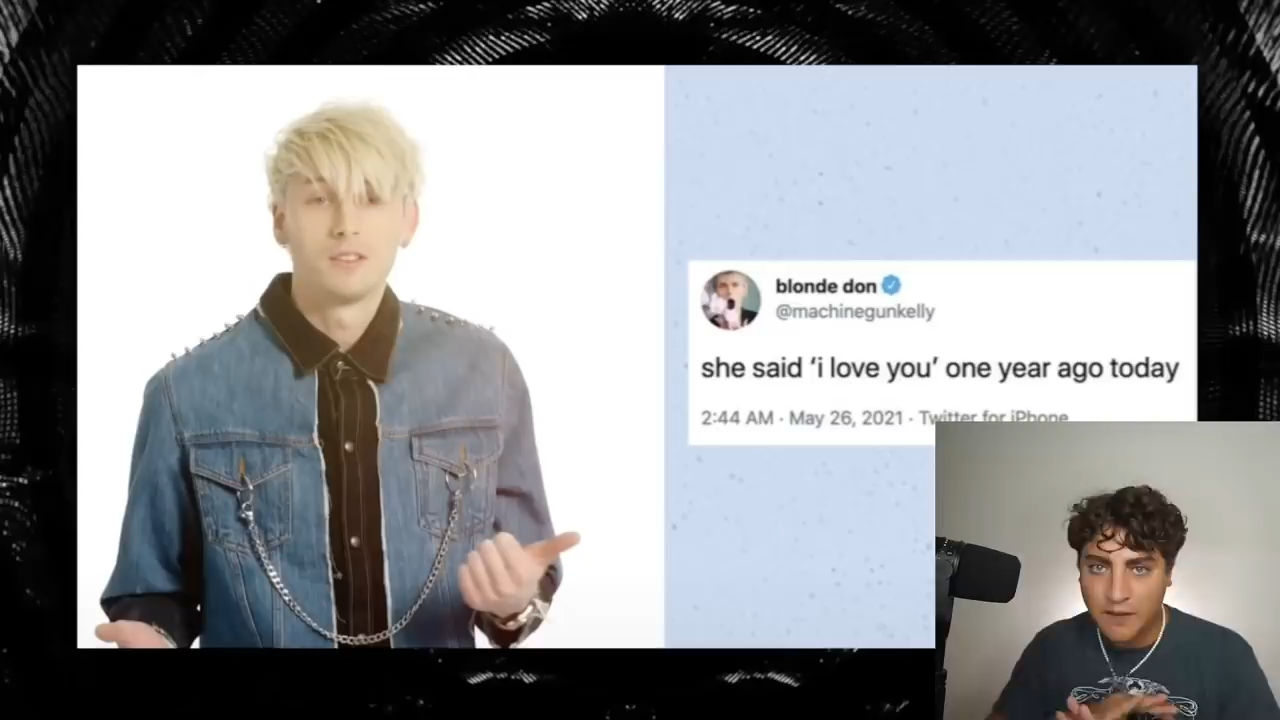 blonde don
@machinegunkelly
she said ‘i love you’ one year ago today
2:44 AM · May 26, 2021 · Twitter for iPhone